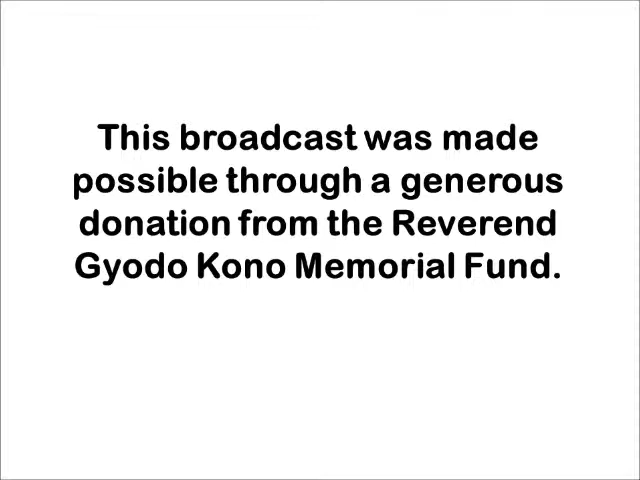 This broadcast was made
possible through a generous
donation from the Reverend
Gyodo Kono Memorial Fund.